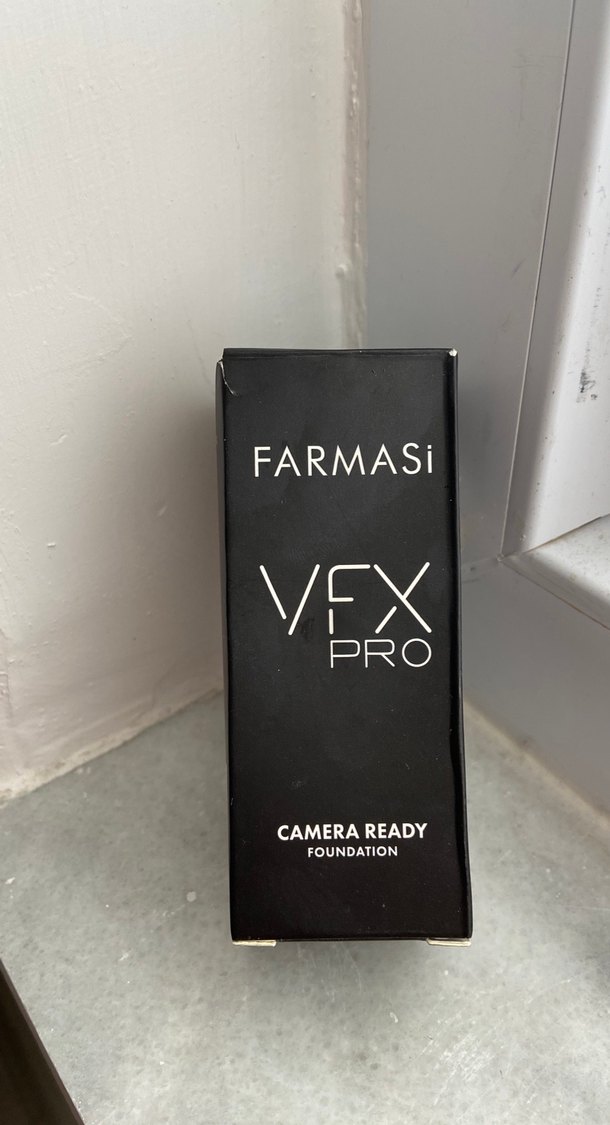 FARMASi
VFX
PRO
CAMERA READY
FOUNDATION